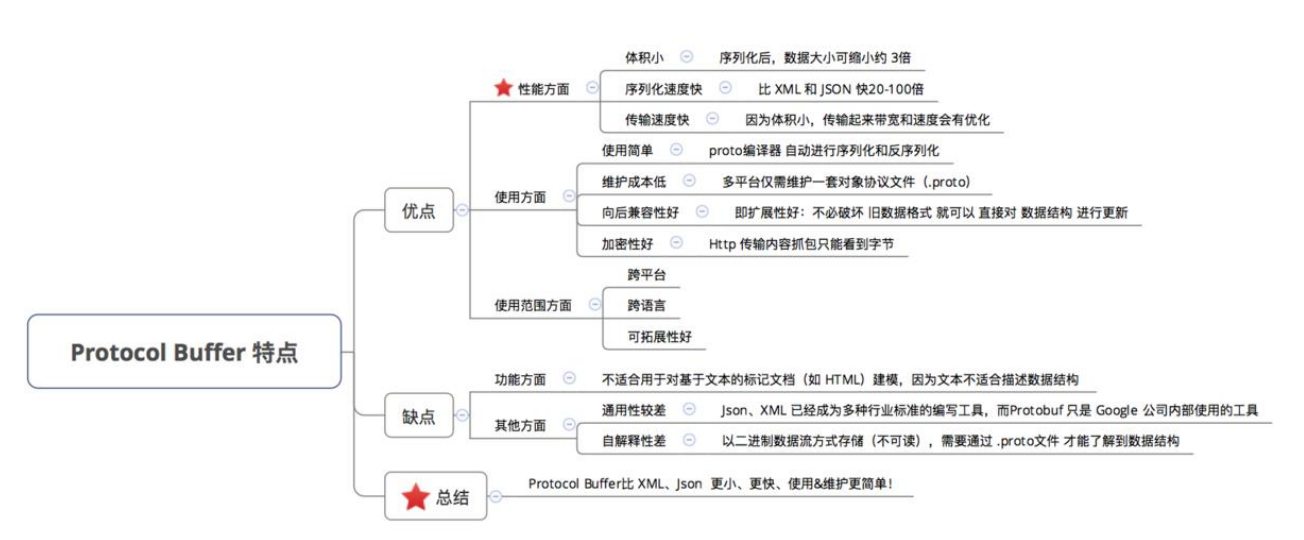 Protocol Buffer 特点
优点
性能方面
体积小
序列化后，数据大小可缩小约 3倍
序列化速度快
比 XML 和 JSON 快20-100倍
传输速度快
因为体积小，传输起来带宽和速度会有优化
使用方面
使用简单
proto编译器 自动进行序列化和反序列化
维护成本低
多平台仅需维护一套对象协议文件（.proto）
向后兼容性好
即扩展性好：不必破坏 旧数据格式 就可以 直接对 数据结构 进行更新
加密性好
Http 传输内容抓包只能看到字节
使用范围方面
跨平台
跨语言
可拓展性好
缺点
功能方面
不适合用于对基于文本的标记文档（如 HTML）建模，因为文本不适合描述数据结构
其他方面
通用性较差
Json、XML 已经成为多种行业标准的编写工具，而Protobuf 只是 Google 公司内部使用的工具
自解释性差
以二进制数据流方式存储（不可读），需要通过 .proto文件 才能了解到数据结构
总结
Protocol Buffer比 XML、Json 更小、更快、使用&维护更简单！